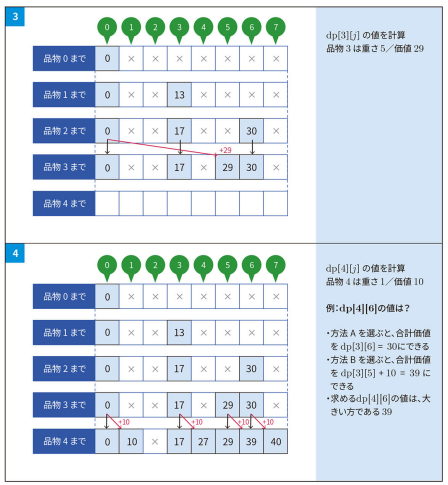 3
0 1 2 3 4 5 6 7
品物 0 まで 0 × × × × × × ×
品物 1 まで 0 × × 13 × × × ×
品物 2 まで 0 × × 17 × × 30 ×
+29
品物 3 まで 0 × × 17 × 29 30 ×
品物 4 まで
dp[3][j] の値を計算
品物 3 は重さ 5／価値 29
4
0 1 2 3 4 5 6 7
品物 0 まで 0 × × × × × × ×
品物 1 まで 0 × × 13 × × × ×
品物 2 まで 0 × × 17 × × 30 ×
品物 3 まで 0 × × 17 × 29 30 ×
+10 +10 +10 +10
品物 4 まで 0 10 × 17 27 29 39 40
dp[4][j] の値を計算
品物 4 は重さ 1／価値 10
例：dp[4][6]の値は？
・方法 A を選ぶと、合計価値
を dp[3][6] = 30にできる
・方法 B を選ぶと、合計価値
を dp[3][5] + 10 = 39 に
できる
・求めるdp[4][6]の値は、大
きい方である 39